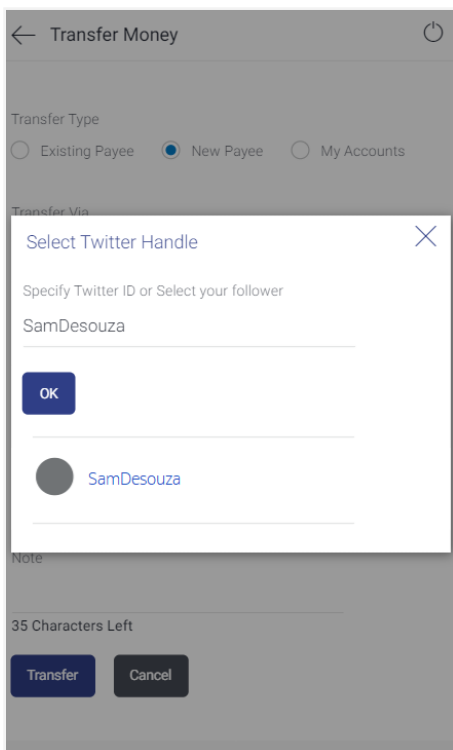 Transfer Money
Transfer Type
Existing Payee New Payee My Accounts
Transfer Via
Select Twitter Handle
Specify Twitter ID or Select your follower
SamDesouza
OK
SamDesouza
Note
35 Characters Left
Transfer Cancel